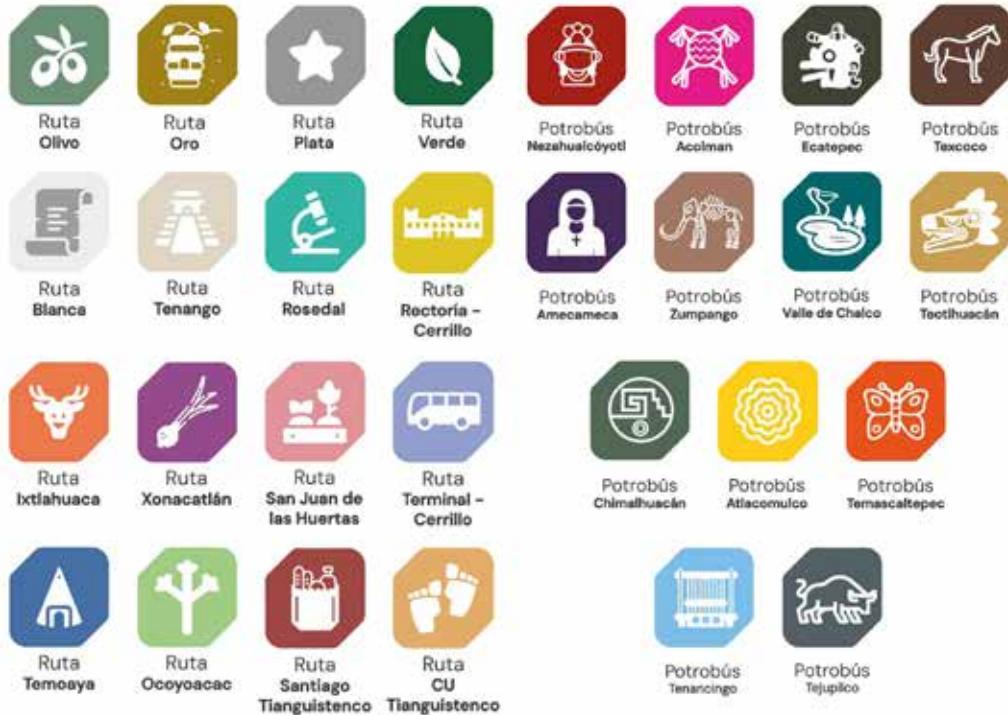 Ruta
Olivo
Ruta
Oro
Ruta
Plata
Ruta
Verde
Potrobús
Nezahualcóyotl
Potrobús
Acolman
Potrobús
Ecatepec
Potrobús
Texcoco
Ruta
Blanca
Ruta
Tenango
Ruta
Rosedal
Ruta
Rectoría –
Cerrillo
Potrobús
Amecameca
Potrobús
Zumpango
Potrobús
Valle de Chalco
Potrobús
Teotihuacán
Ruta
Ixtlahuaca
Ruta
Xonacatlán
Ruta
San Juan de
las Huertas
Ruta
Terminal –
Cerrillo
Potrobús
Chimalhuacán
Potrobús
Atlacomulco
Potrobús
Temascaltepec
Ruta
Temoaya
Ruta
Ocoyoacac
Ruta
Santiago
Tianguistenco
Ruta
CU
Tianguistenco
Potrobús
Tenancingo
Potrobús
Tejupilco